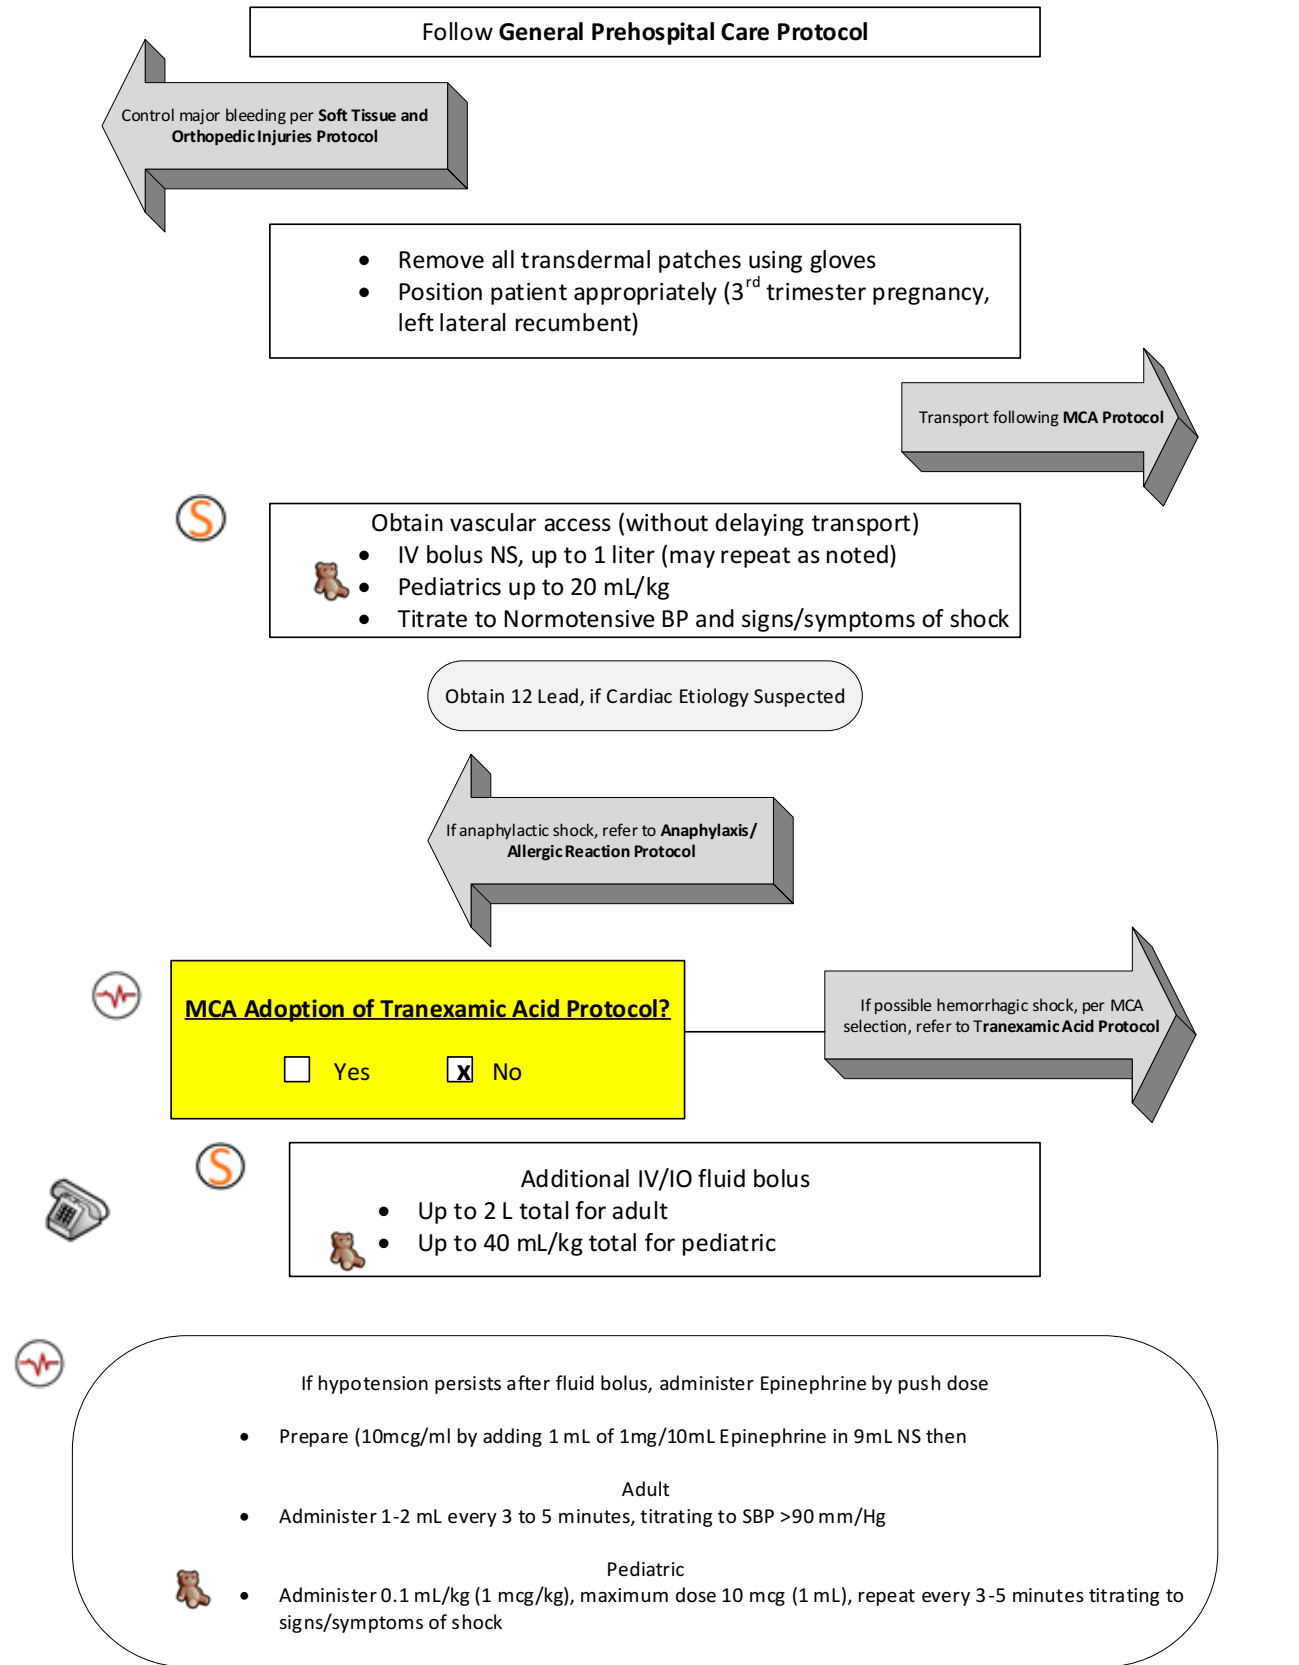 Follow General Prehospital Care Protocol
Control major bleeding per Soft Tissue and
Orthopedic Injuries Protocol
• Remove all transdermal patches using gloves
• Position patient appropriately (3rd trimester pregnancy,
left lateral recumbent)
Transport following MCA Protocol
S
Obtain vascular access (without delaying transport)
• IV bolus NS, up to 1 liter (may repeat as noted)
• Pediatrics up to 20 mL/kg
• Titrate to Normotensive BP and signs/symptoms of shock
Obtain 12 Lead, if Cardiac Etiology Suspected
If anaphylactic shock, refer to Anaphylaxis/
Allergic Reaction Protocol
MCA Adoption of Tranexamic Acid Protocol?
Yes x No
If possible hemorrhagic shock, per MCA
selection, refer to Tranexamic Acid Protocol
S
Additional IV/IO fluid bolus
• Up to 2 L total for adult
• Up to 40 mL/kg total for pediatric
If hypotension persists after fluid bolus, administer Epinephrine by push dose
• Prepare (10mcg/ml by adding 1 mL of 1mg/10mL Epinephrine in 9mL NS then
Adult
• Administer 1-2 mL every 3 to 5 minutes, titrating to SBP >90 mm/Hg
Pediatric
• Administer 0.1 mL/kg (1 mcg/kg), maximum dose 10 mcg (1 mL), repeat every 3-5 minutes titrating to
signs/symptoms of shock